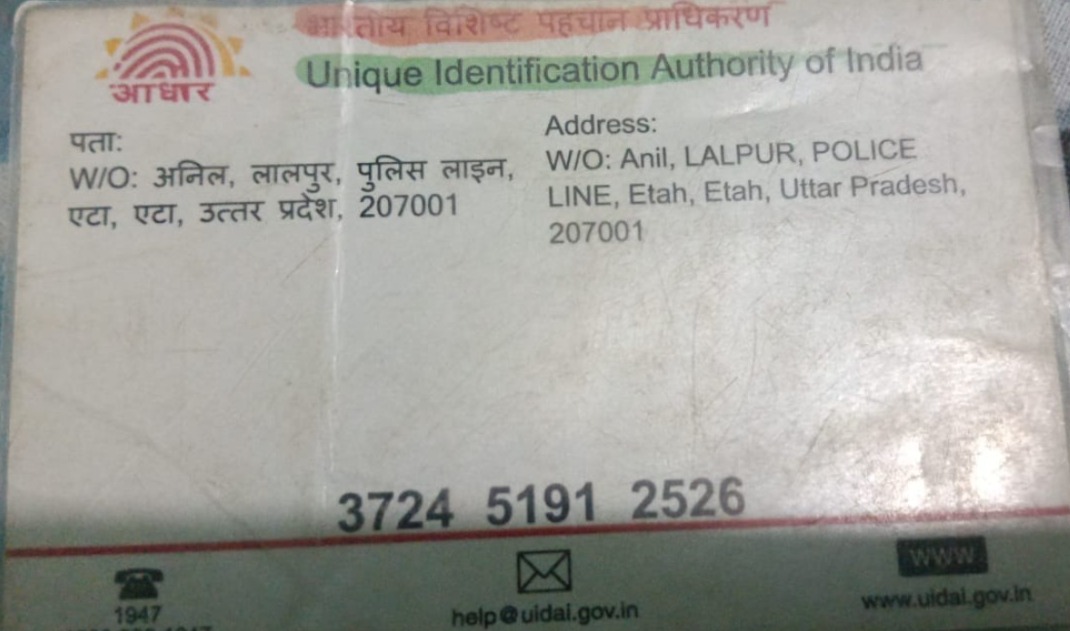 भारतीय विशिष्ट पहचान प्राधिकरण
Unique Identification Authority of India
आधार
पता:
W/O: अनिल, लालपुर, पुलिस लाइन,
एटा, एटा, उत्तर प्रदेश, 207001
Address:
W/O: Anil, LALPUR, POLICE
LINE, Etah, Etah, Uttar Pradesh,
207001
3724 5191 2526
1947
help@uidai.gov.in
WWW
www.uidai.gov.in